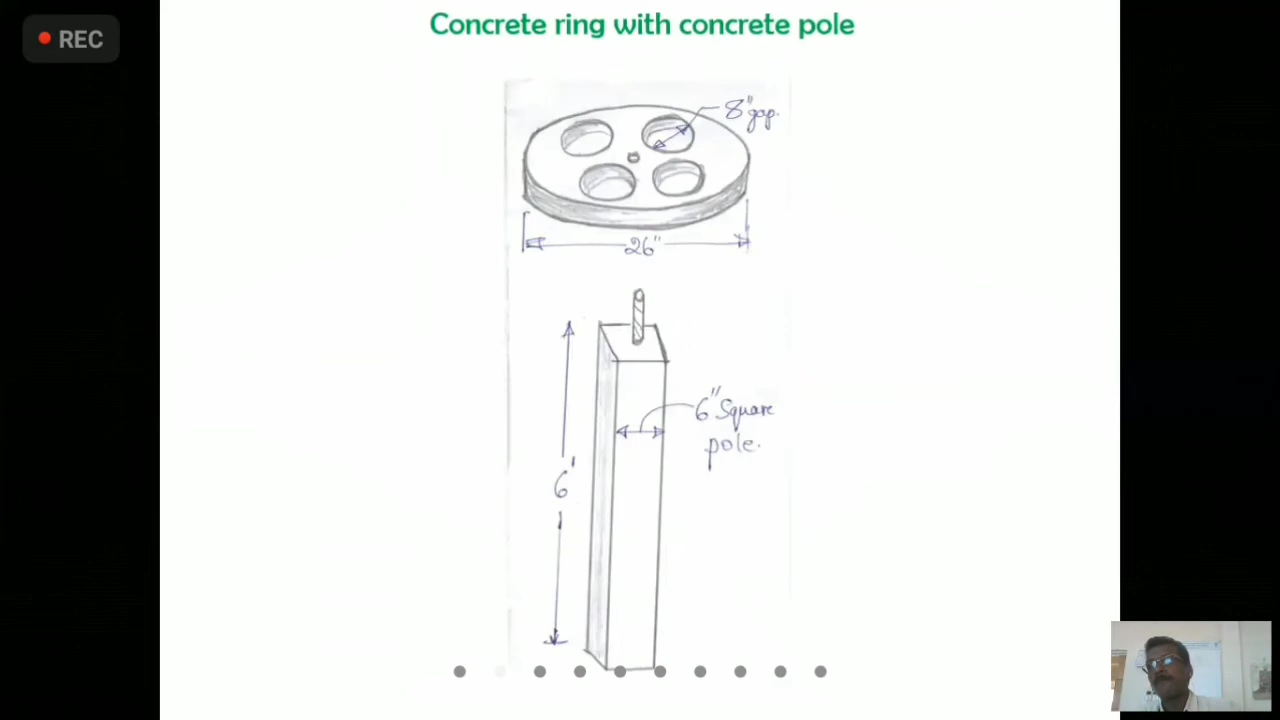 REC
Concrete ring with concrete pole
8" gap.
26"
6" Square
pole.
6'